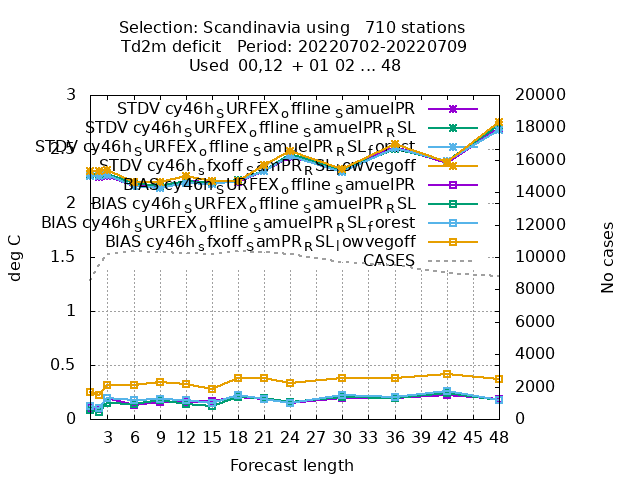 Selection: Scandinavia using 710 stations
Td2m deficit Period: 20220702-20220709
Used 00,12 + 01 02 ... 48
3
2.5
2
1.5
1
0.5
0
deg C
20000
18000
16000
14000
12000
10000
8000
6000
4000
2000
0
No cases
STDV cy46h_SURFEX_offline_samuelPR
STDV cy46h_SURFEX_offline_samuelPR_RSL
STDV cy46h_SURFEX_offline_samuelPR_RSL_forest
STDV cy46h_sfxoff_samPR_RSL_lowvegoff
BIAS cy46h_SURFEX_offline_samuelPR
BIAS cy46h_SURFEX_offline_samuelPR_RSL
BIAS cy46h_SURFEX_offline_samuelPR_RSL_forest
BIAS cy46h_sfxoff_samPR_RSL_lowvegoff
CASES
3 6 9 12 15 18 21 24 27 30 33 36 39 42 45 48
Forecast length